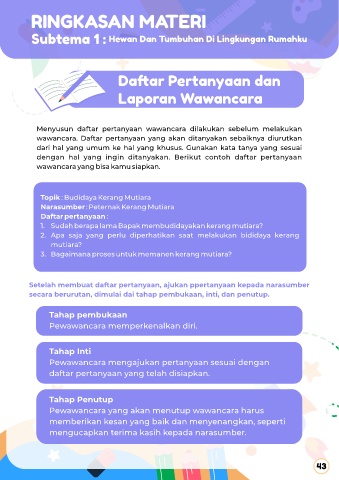 RINGKASAN MATERI
Subtema 1 : Hewan Dan Tumbuhan Di Lingkungan Rumahku
Daftar Pertanyaan dan
Laporan Wawancara
Menyusun daftar pertanyaan wawancara dilakukan sebelum melakukan
wawancara. Daftar pertanyaan yang akan ditanyakan sebaiknya diurutkan
dari hal yang umum ke hal yang khusus. Gunakan kata tanya yang sesuai
dengan hal yang ingin ditanyakan. Berikut contoh daftar pertanyaan
wawancara yang bisa kamu siapkan.
Topik : Budidaya Kerang Mutiara
Narasumber : Peternak Kerang Mutiara
Daftar pertanyaan :
1. Sudah berapa lama Bapak membudidayakan kerang mutiara?
2. Apa saja yang perlu diperhatikan saat melakukan bididaya kerang
mutiara?
3. Bagaimana proses untuk memanen kerang mutiara?
Setelah membuat daftar pertanyaan, ajukan ppertanyaan kepada narasumber
secara berurutan, dimulai dai tahap pembukaan, inti, dan penutup.
Tahap pembukaan
Pewawancara memperkenalkan diri.
Tahap Inti
Pewawancara mengajukan pertanyaan sesuai dengan
daftar pertanyaan yang telah disiapkan.
Tahap Penutup
Pewawancara yang akan menutup wawancara harus
memberikan kesan yang baik dan menyenangkan, seperti
mengucapkan terima kasih kepada narasumber.
43